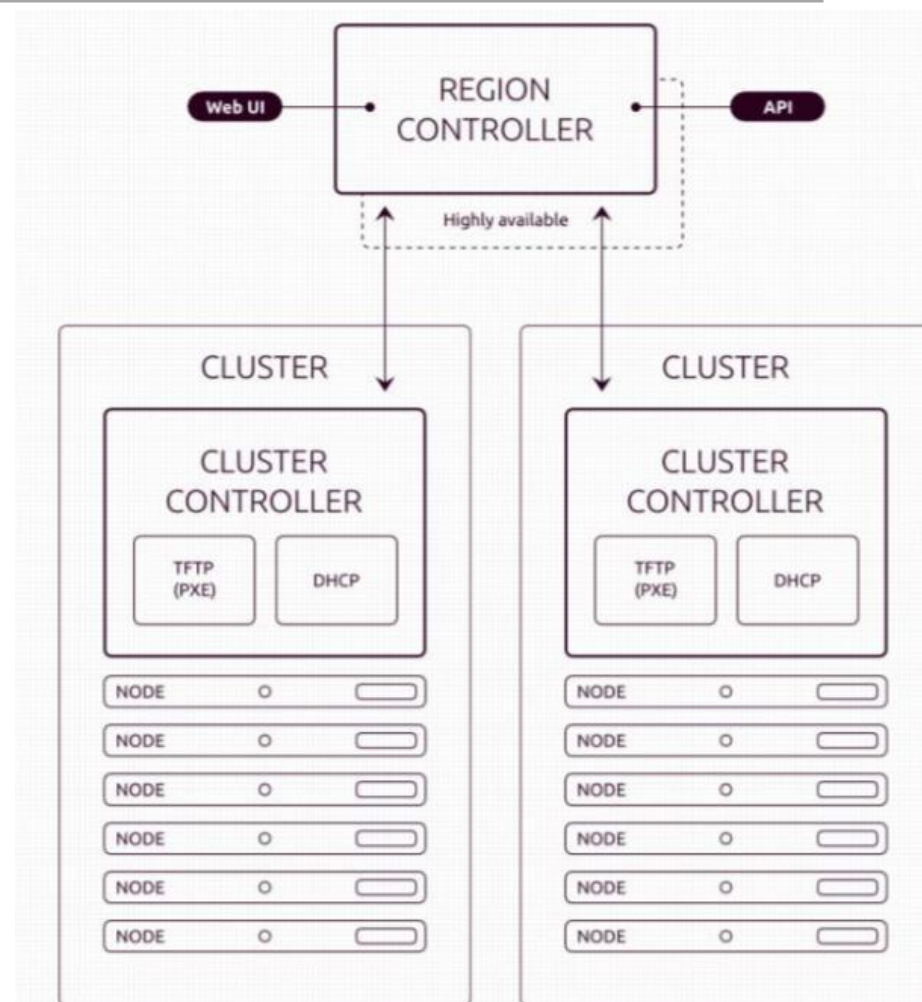 REGION
CONTROLLER
Web UI
API
Highly available
CLUSTER
CLUSTER
CONTROLLER
TFTP
(PXE)
DHCP
NODE
NODE
NODE
NODE
NODE
NODE
CLUSTER
CLUSTER
CONTROLLER
TFTP
(PXE)
DHCP
NODE
NODE
NODE
NODE
NODE
NODE